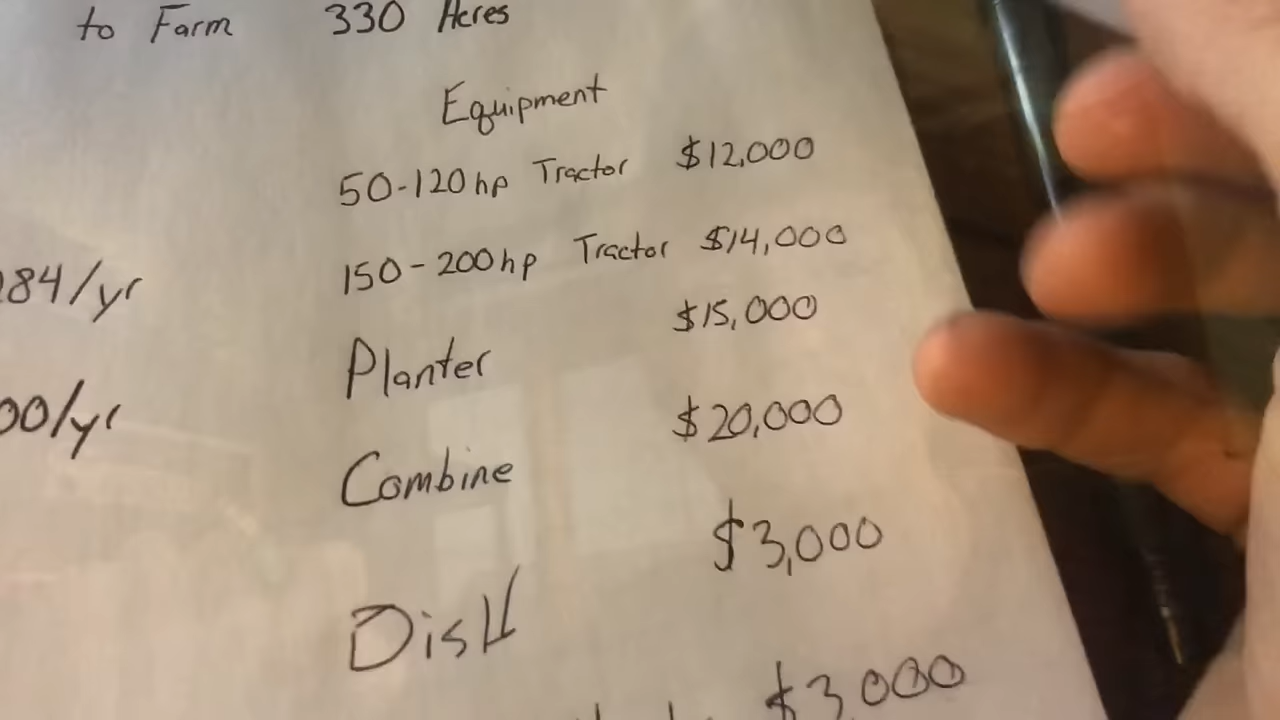 to Farm 330 Acres
Equipment
50-120hp Tractor $12,000
150-200hp Tractor $14,000
84/yr
Planter $15,000
00/yr
Combine $20,000
Disk $3,000
$3,000